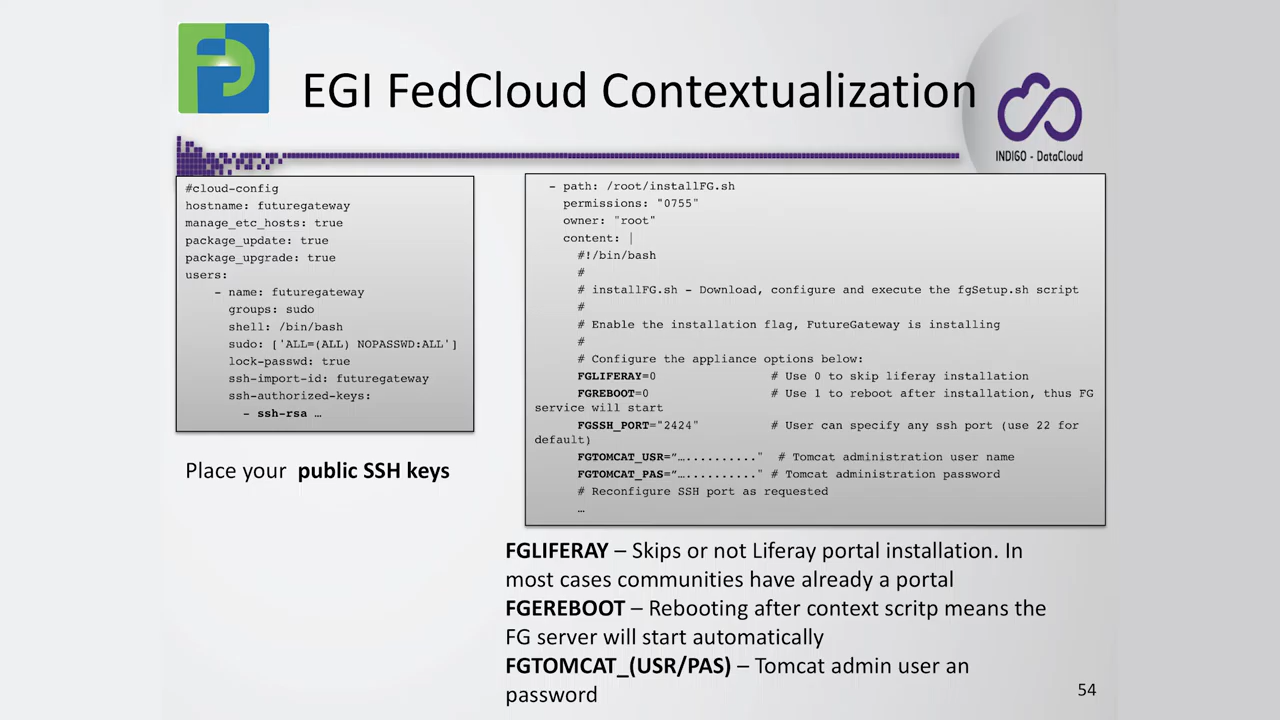 EGI FedCloud Contextualization
INDIGO - DataCloud
#cloud-config
hostname: futuregateway
manage_etc_hosts: true
package_update: true
package_upgrade: true
users:
- name: futuregateway
groups: sudo
shell: /bin/bash
sudo: ['ALL=(ALL) NOPASSWD:ALL']
lock-passwd: true
ssh-import-id: futuregateway
ssh-authorized-keys:
- ssh-rsa …
Place your public SSH keys
- path: /root/installFG.sh
permissions: "0755"
owner: "root"
content: |
#!/bin/bash
#
# installFG.sh - Download, configure and execute the fgSetup.sh script
#
# Enable the installation flag, FutureGateway is installing
#
# Configure the appliance options below:
FGLIFERAY=0 # Use 0 to skip liferay installation
FGREBOOT=0 # Use 1 to reboot after installation, thus FG
service will start
FGSSH_PORT="2424" # User can specify any ssh port (use 22 for
default)
FGTOMCAT_USR=“….........." # Tomcat administration user name
FGTOMCAT_PAS=“….........." # Tomcat administration password
# Reconfigure SSH port as requested
…
FGLIFERAY – Skips or not Liferay portal installation. In
most cases communities have already a portal
FGEREBOOT – Rebooting after context scritp means the
FG server will start automatically
FGTOMCAT_(USR/PAS) – Tomcat admin user an
password
54